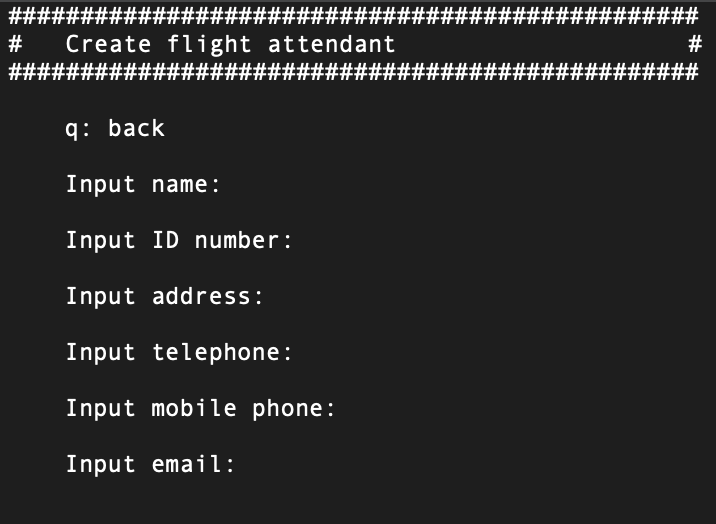 ################################################
#   Create flight attendant                    #
################################################
q: back
Input name:
Input ID number:
Input address:
Input telephone:
Input mobile phone:
Input email: